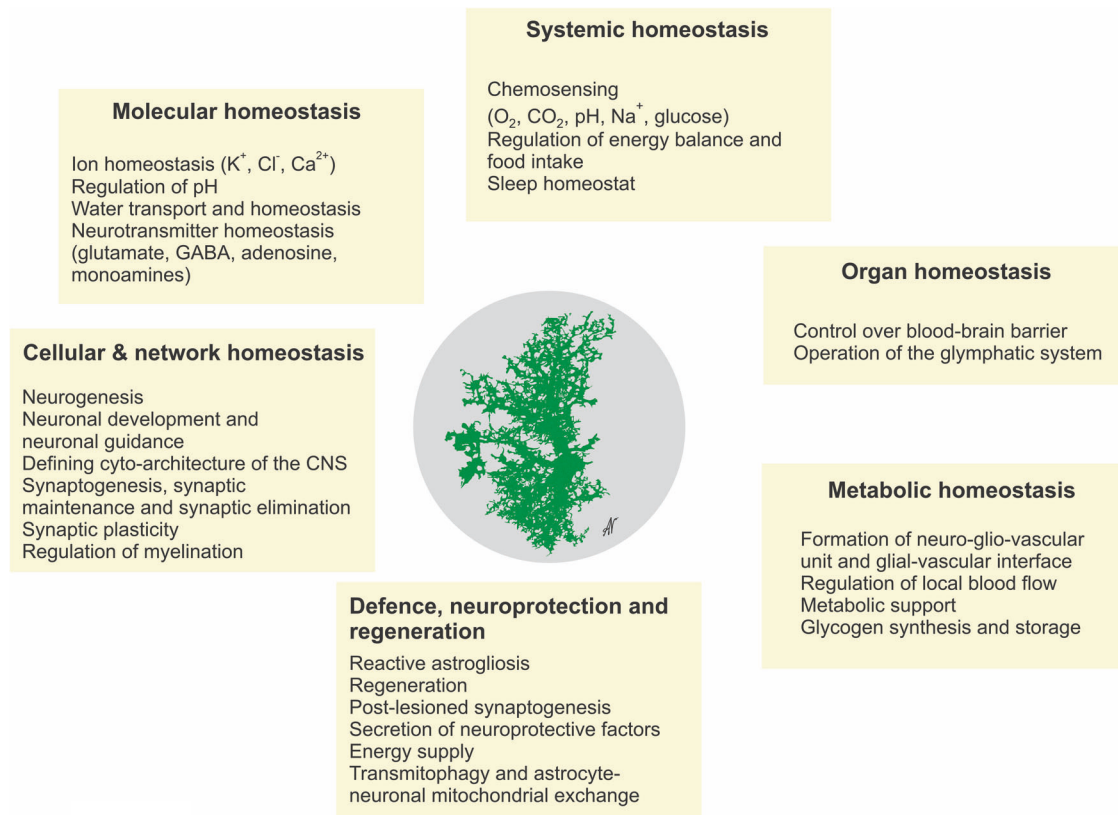 Systemic homeostasis
Chemosensing
(O₂, CO₂, pH, Na⁺, glucose)
Regulation of energy balance and
food intake
Sleep homeostat
Molecular homeostasis
Ion homeostasis (K⁺, Cl⁻, Ca²⁺)
Regulation of pH
Water transport and homeostasis
Neurotransmitter homeostasis
(glutamate, GABA, adenosine,
monoamines)
Organ homeostasis
Control over blood-brain barrier
Operation of the glymphatic system
Cellular & network homeostasis
Neurogenesis
Neuronal development and
neuronal guidance
Defining cyto-architecture of the CNS
Synaptogenesis, synaptic
maintenance and synaptic elimination
Synaptic plasticity
Regulation of myelination
Metabolic homeostasis
Formation of neuro-glio-vascular
unit and glial-vascular interface
Regulation of local blood flow
Metabolic support
Glycogen synthesis and storage
Defence, neuroprotection and
regeneration
Reactive astrogliosis
Regeneration
Post-lesioned synaptogenesis
Secretion of neuroprotective factors
Energy supply
Transmitophagy and astrocyte-
neuronal mitochondrial exchange